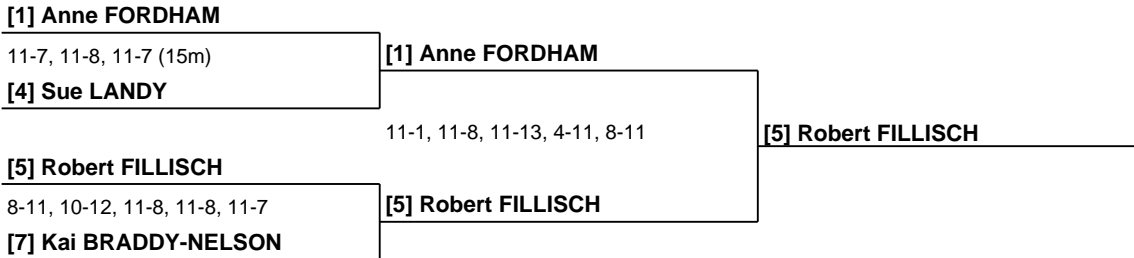 [1] Anne FORDHAM
11-7, 11-8, 11-7 (15m)
[1] Anne FORDHAM
[4] Sue LANDY
11-1, 11-8, 11-13, 4-11, 8-11
[5] Robert FILLISCH
[5] Robert FILLISCH
8-11, 10-12, 11-8, 11-8, 11-7
[5] Robert FILLISCH
[7] Kai BRADDY-NELSON